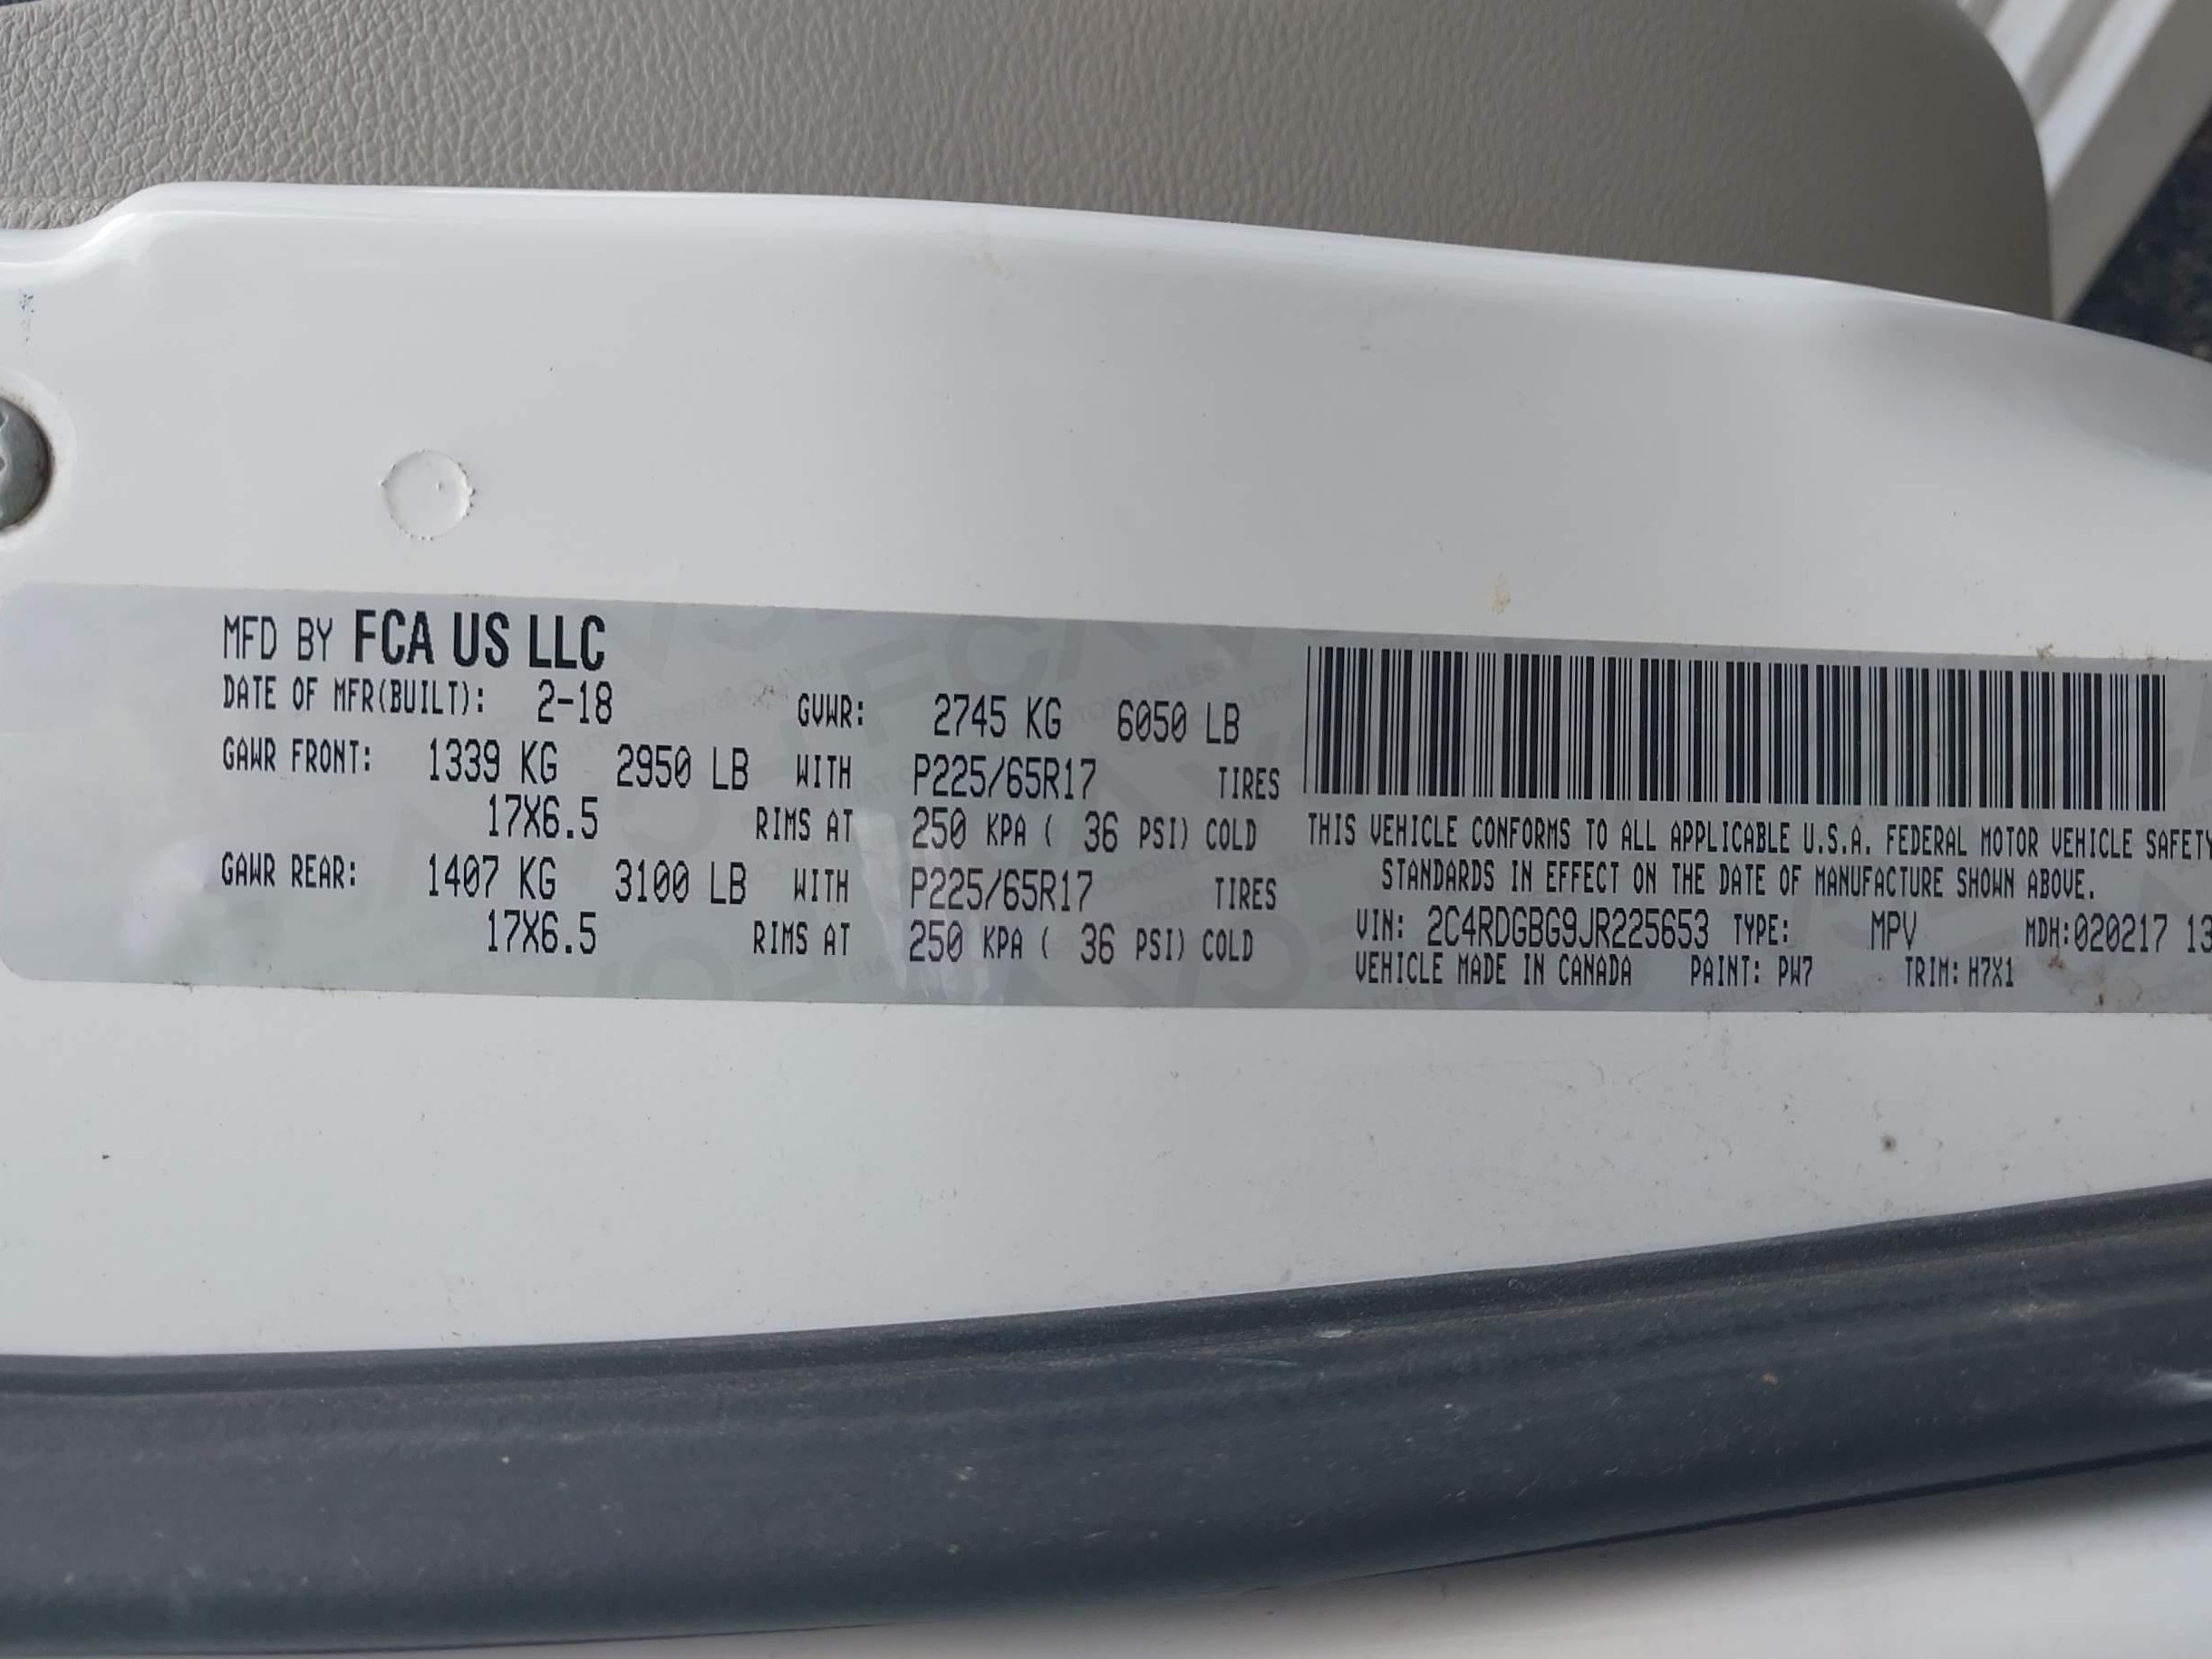 MFD BY FCA US LLC
DATE OF MFR(BUILT): 2-18 GVWR: 2745 KG 6050 LB
GAWR FRONT: 1339 KG 2950 LB WITH P225/65R17 TIRES
17X6.5 RIMS AT 250 KPA ( 36 PSI) COLD
GAWR REAR: 1407 KG 3100 LB WITH P225/65R17 TIRES
17X6.5 RIMS AT 250 KPA ( 36 PSI) COLD
THIS VEHICLE CONFORMS TO ALL APPLICABLE U.S.A. FEDERAL MOTOR VEHICLE SAFETY
STANDARDS IN EFFECT ON THE DATE OF MANUFACTURE SHOWN ABOVE.
VIN: 2C4RDGBG9JR225653 TYPE: MPV MDH:020217 13
VEHICLE MADE IN CANADA PAINT: PW7 TRIM: H7X1